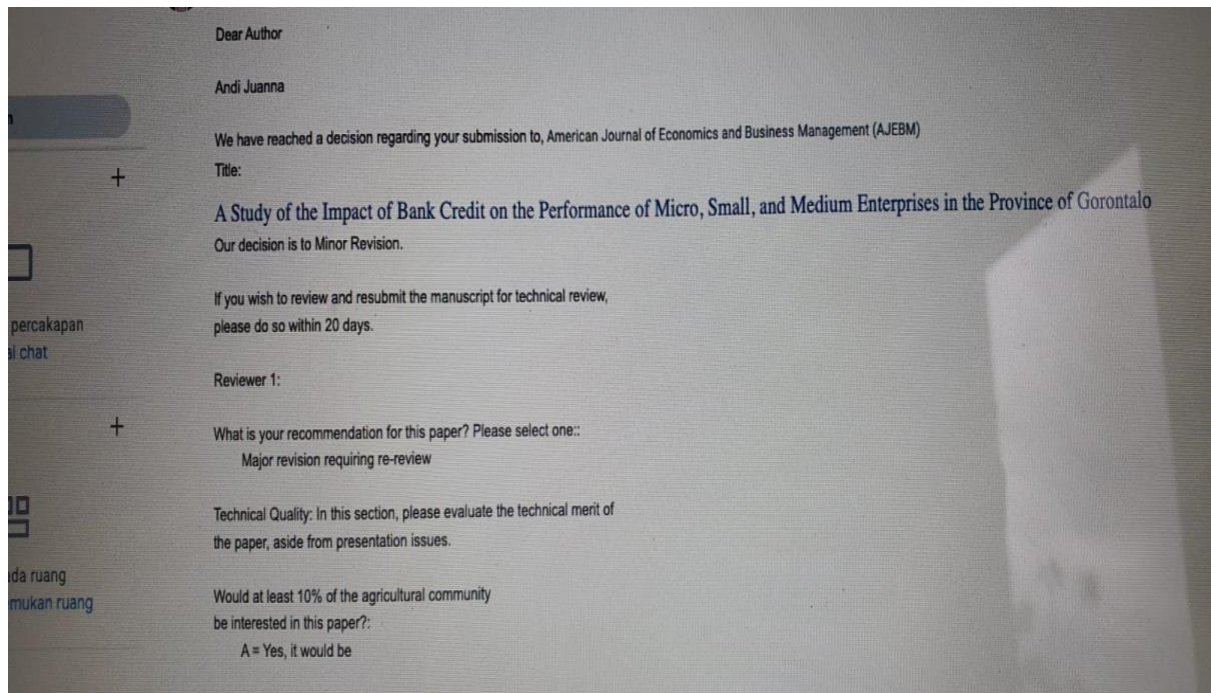 Dear Author
Andi Juanna
We have reached a decision regarding your submission to, American Journal of Economics and Business Management (AJEBM)
Title:
A Study of the Impact of Bank Credit on the Performance of Micro, Small, and Medium Enterprises in the Province of Gorontalo
Our decision is to Minor Revision.
If you wish to review and resubmit the manuscript for technical review,
please do so within 20 days.
Reviewer 1:
What is your recommendation for this paper? Please select one::
Major revision requiring re-review
Technical Quality: In this section, please evaluate the technical merit of
the paper, aside from presentation issues.
Would at least 10% of the agricultural community
be interested in this paper?:
A = Yes, it would be
+
percakapan
chat
+
ruang
ruang